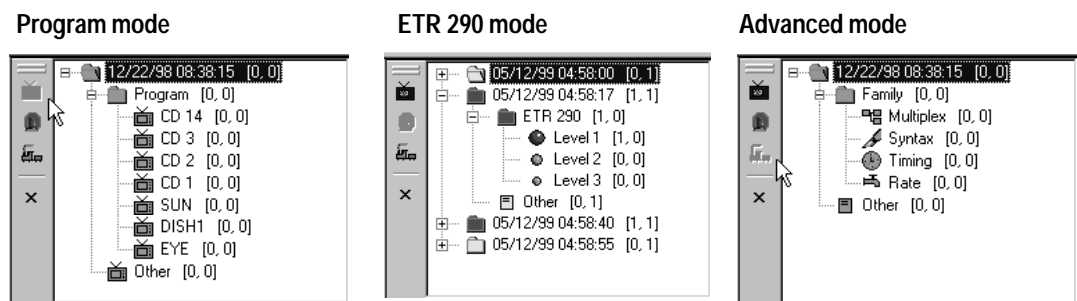 Program mode
12/22/98 08:38:15 [0, 0]
Program [0, 0]
CD 14 [0, 0]
CD 3 [0, 0]
CD 2 [0, 0]
CD 1 [0, 0]
SUN [0, 0]
DISH1 [0, 0]
EYE [0, 0]
Other [0, 0]
ETR 290 mode
05/12/99 04:58:00 [0, 1]
05/12/99 04:58:17 [1, 1]
ETR 290 [1, 0]
Level 1 [1, 0]
Level 2 [0, 0]
Level 3 [0, 0]
Other [0, 1]
05/12/99 04:58:40 [1, 1]
05/12/99 04:58:55 [0, 1]
Advanced mode
12/22/98 08:38:15 [0, 0]
Family [0, 0]
Multiplex [0, 0]
Syntax [0, 0]
Timing [0, 0]
Rate [0, 0]
Other [0, 0]